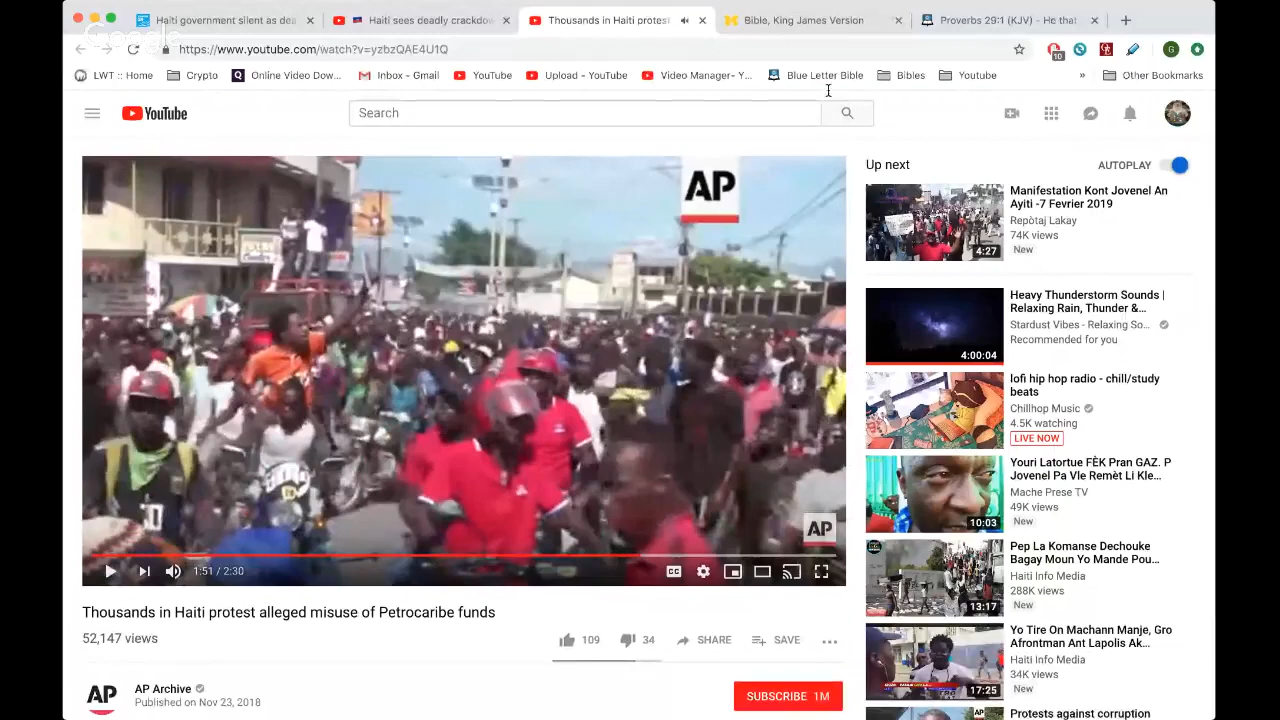 Haiti government silent as dea
Haiti sees deadly crackdow
Thousands in Haiti protest
Bible, King James Version
Proverbs 29:1 (KJV) - He that
Google
https://www.youtube.com/watch?v=yzbzQAE4U1Q
10
G
LWT :: Home
Crypto
Online Video Dow...
Inbox - Gmail
YouTube
Upload - YouTube
Video Manager- Y...
Blue Letter Bible
Bibles
Youtube
»
Other Bookmarks
YouTube
Search
AP
AP
1:51 / 2:30
CC
Thousands in Haiti protest alleged misuse of Petrocaribe funds
52,147 views
109
34
SHARE
SAVE
AP
AP Archive
Published on Nov 23, 2018
SUBSCRIBE 1M
Up next
AUTOPLAY
4:27
Manifestation Kont Jovenel An
Ayiti -7 Fevrier 2019
Repòtaj Lakay
74K views
New
4:00:04
Heavy Thunderstorm Sounds |
Relaxing Rain, Thunder &...
Stardust Vibes - Relaxing So...
Recommended for you
lofi hip hop radio - chill/study
beats
Chillhop Music
4.5K watching
LIVE NOW
10:03
Youri Latortue FÈK Pran GAZ. P
Jovenel Pa Vle Remèt Li Kle...
Mache Prese TV
49K views
New
13:17
Pep La Komanse Dechouke
Bagay Moun Yo Mande Pou...
Haiti Info Media
288K views
New
17:25
Yo Tire On Machann Manje, Gro
Afrontman Ant Lapolis Ak...
Haiti Info Media
34K views
New
AP
Protests against corruption